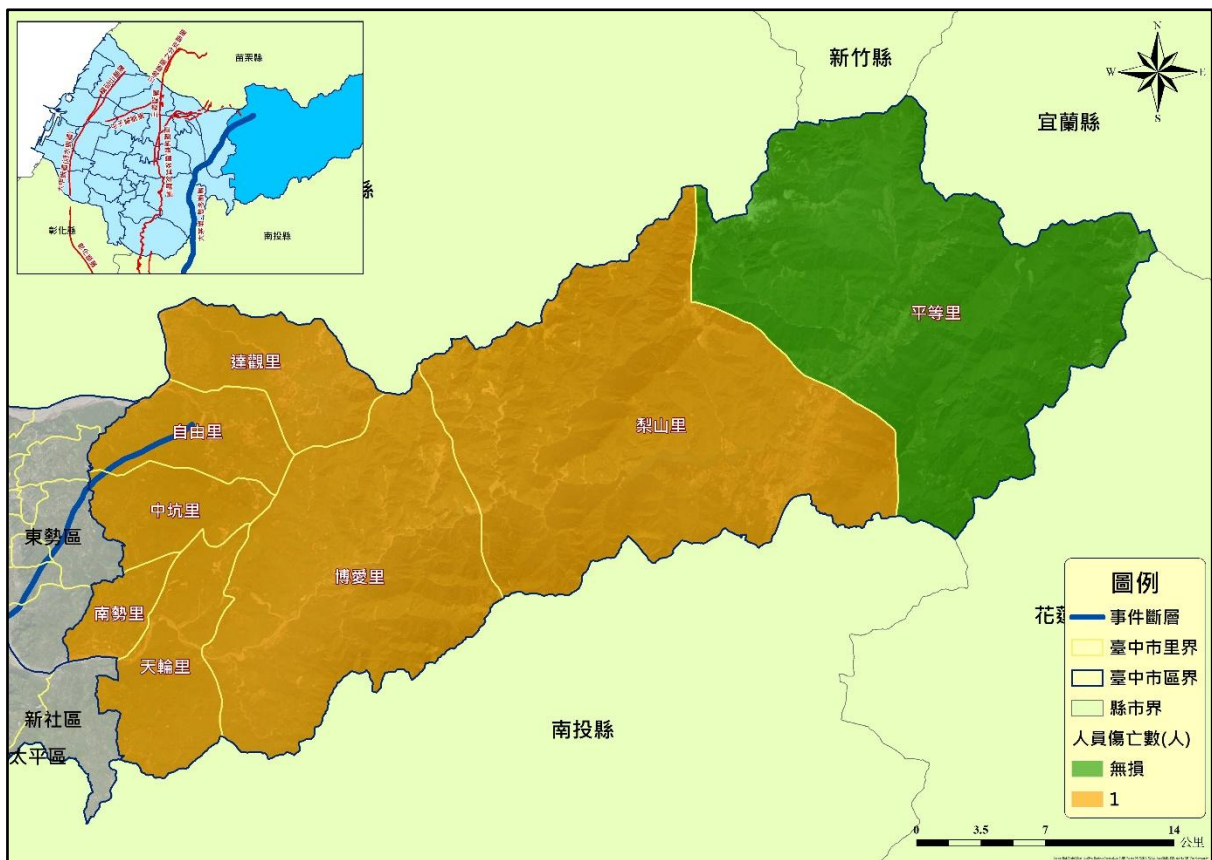 苗栗縣
彰化縣
南投縣
縣
新竹縣
宜蘭縣
N
W
E
S
平等里
達觀里
梨山里
自由里
中坑里
東勢區
博愛里
南勢里
天輪里
新社區
太平區
南投縣
花蓮
圖例
事件斷層
臺中市里界
臺中市區界
縣市界
人員傷亡數(人)
無損
1
0
3.5
7
14
公里